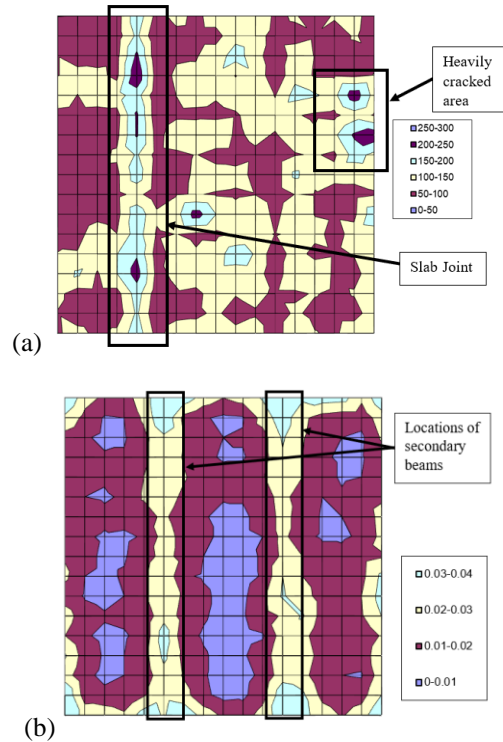 Heavily
cracked
area
250-300
200-250
150-200
100-150
50-100
0-50
Slab Joint
(a)
Locations of
secondary
beams
0.03-0.04
0.02-0.03
0.01-0.02
0-0.01
(b)